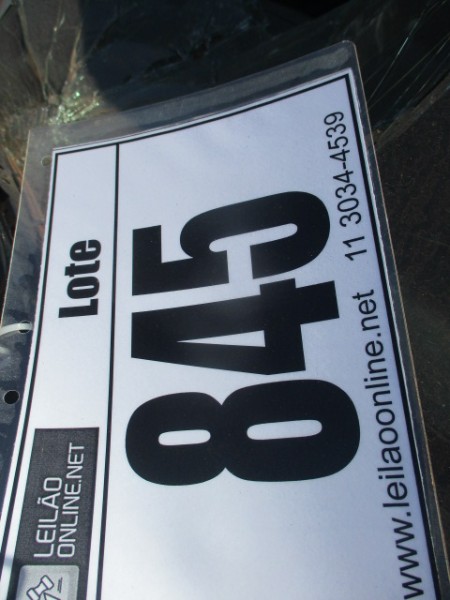 LEILÃO
ONLINE.NET
Lote
845
www.leilaoonline.net 11 3034-4539